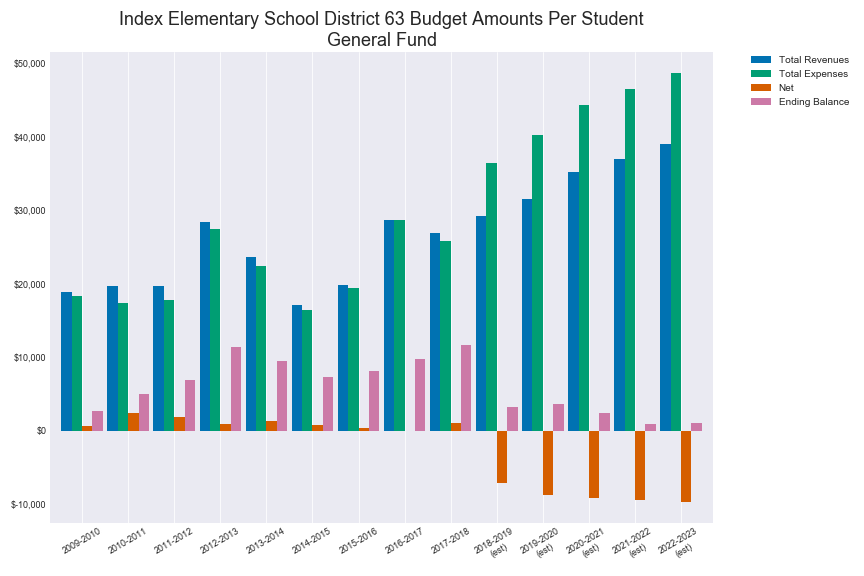 Index Elementary School District 63 Budget Amounts Per Student
General Fund
Total Revenues
Total Expenses
Net
Ending Balance
$50,000
$40,000
$30,000
$20,000
$10,000
$0
$-10,000
2009-2010
2010-2011
2011-2012
2012-2013
2013-2014
2014-2015
2015-2016
2016-2017
2017-2018
2018-2019
(est)
2019-2020
(est)
2020-2021
(est)
2021-2022
(est)
2022-2023
(est)